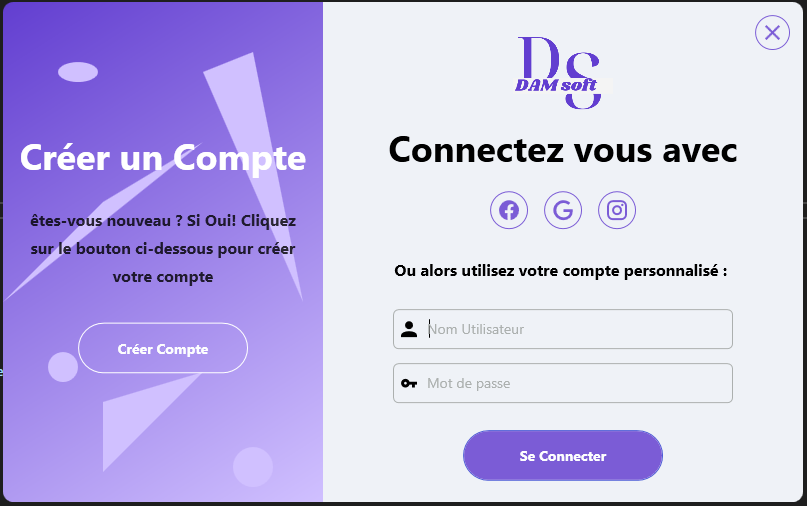 Créer un Compte
êtes-vous nouveau ? Si Oui! Cliquez
sur le bouton ci-dessous pour créer
votre compte
Créer Compte
DS
DAM soft
Connectez vous avec
Ou alors utilisez votre compte personnalisé :
Nom Utilisateur
Mot de passe
Se Connecter